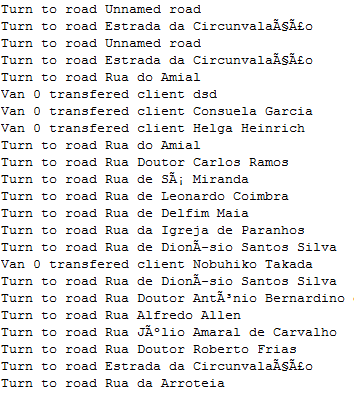 Turn to road Unnamed road
Turn to road Estrada da CircunvalaÃ§Ã£o
Turn to road Unnamed road
Turn to road Estrada da CircunvalaÃ§Ã£o
Turn to road Rua do Amial
Van 0 transfered client dsd
Van 0 transfered client Consuela Garcia
Van 0 transfered client Helga Heinrich
Turn to road Rua do Amial
Turn to road Rua Doutor Carlos Ramos
Turn to road Rua de SÃ¡ Miranda
Turn to road Rua de Leonardo Coimbra
Turn to road Rua de Delfim Maia
Turn to road Rua da Igreja de Paranhos
Turn to road Rua de DionÃ­sio Santos Silva
Van 0 transfered client Nobuhiko Takada
Turn to road Rua de DionÃ­sio Santos Silva
Turn to road Rua Doutor AntÃ³nio Bernardino
Turn to road Rua Alfredo Allen
Turn to road Rua JÃºlio Amaral de Carvalho
Turn to road Rua Doutor Roberto Frias
Turn to road Estrada da CircunvalaÃ§Ã£o
Turn to road Rua da Arroteia